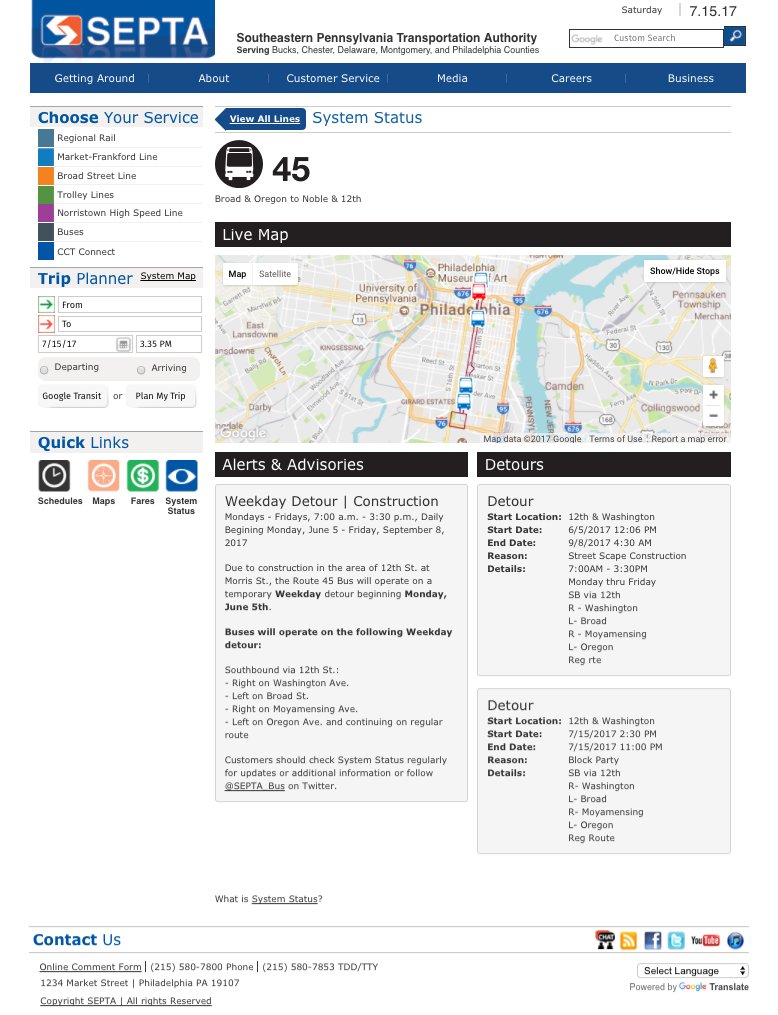 SEPTA
Southeastern Pennsylvania Transportation Authority
Serving Bucks, Chester, Delaware, Montgomery, and Philadelphia Counties
Saturday 7.15.17
Google Custom Search
Getting Around
About
Customer Service
Media
Careers
Business
Choose Your Service
Regional Rail
Market-Frankford Line
Broad Street Line
Trolley Lines
Norristown High Speed Line
Buses
CCT Connect
Trip Planner System Map
From
To
7/15/17 3.35 PM
Departing Arriving
Google Transit or Plan My Trip
Quick Links
Schedules Maps Fares System
Status
View All Lines System Status
45
Broad & Oregon to Noble & 12th
Live Map
Map Satellite
Show/Hide Stops
Philadelphia
Museum of Art
University of
Pennsylvania
Philadelphia
East
Lansdowne
KINGSESSING
Darby
GIRARD ESTATES
Camden
Pennsauken
Township
Merchant
Collingswood
76
676
95
676
3
13
30
130
168
76
95
676
Google
Map data ©2017 Google Terms of Use Report a map error
Alerts & Advisories
Weekday Detour | Construction
Mondays - Fridays, 7:00 a.m. - 3:30 p.m., Daily
Begining Monday, June 5 - Friday, September 8,
2017
Due to construction in the area of 12th St. at
Morris St., the Route 45 Bus will operate on a
temporary Weekday detour beginning Monday,
June 5th.
Buses will operate on the following Weekday
detour:
Southbound via 12th St.:
- Right on Washington Ave.
- Left on Broad St.
- Right on Moyamensing Ave.
- Left on Oregon Ave. and continuing on regular
route
Customers should check System Status regularly
for updates or additional information or follow
@SEPTA_Bus on Twitter.
Detours
Detour
Start Location: 12th & Washington
Start Date: 6/5/2017 12:06 PM
End Date: 9/8/2017 4:30 AM
Reason: Street Scape Construction
Details: 7:00AM - 3:30PM
Monday thru Friday
SB via 12th
R - Washington
L- Broad
R - Moyamensing
L- Oregon
Reg rte
Detour
Start Location: 12th & Washington
Start Date: 7/15/2017 2:30 PM
End Date: 7/15/2017 11:00 PM
Reason: Block Party
Details: SB via 12th
R- Washington
L- Broad
R- Moyamensing
L- Oregon
Reg Route
What is System Status?
Contact Us
CHAT
You Tube
Online Comment Form | (215) 580-7800 Phone | (215) 580-7853 TDD/TTY
1234 Market Street | Philadelphia PA 19107
Copyright SEPTA | All rights Reserved
Select Language
Powered by Google Translate